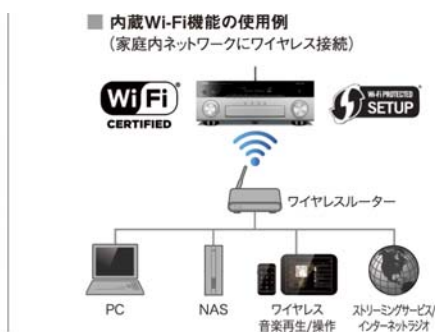 内蔵Wi-Fi機能の使用例
(家庭内ネットワークにワイヤレス接続)
Wi Fi
CERTIFIED
Wi-Fi PROTECTED
SETUP
ワイヤレスルーター
PC
NAS
ワイヤレス
音楽再生/操作
ストリーミングサービス/
インターネットラジオ